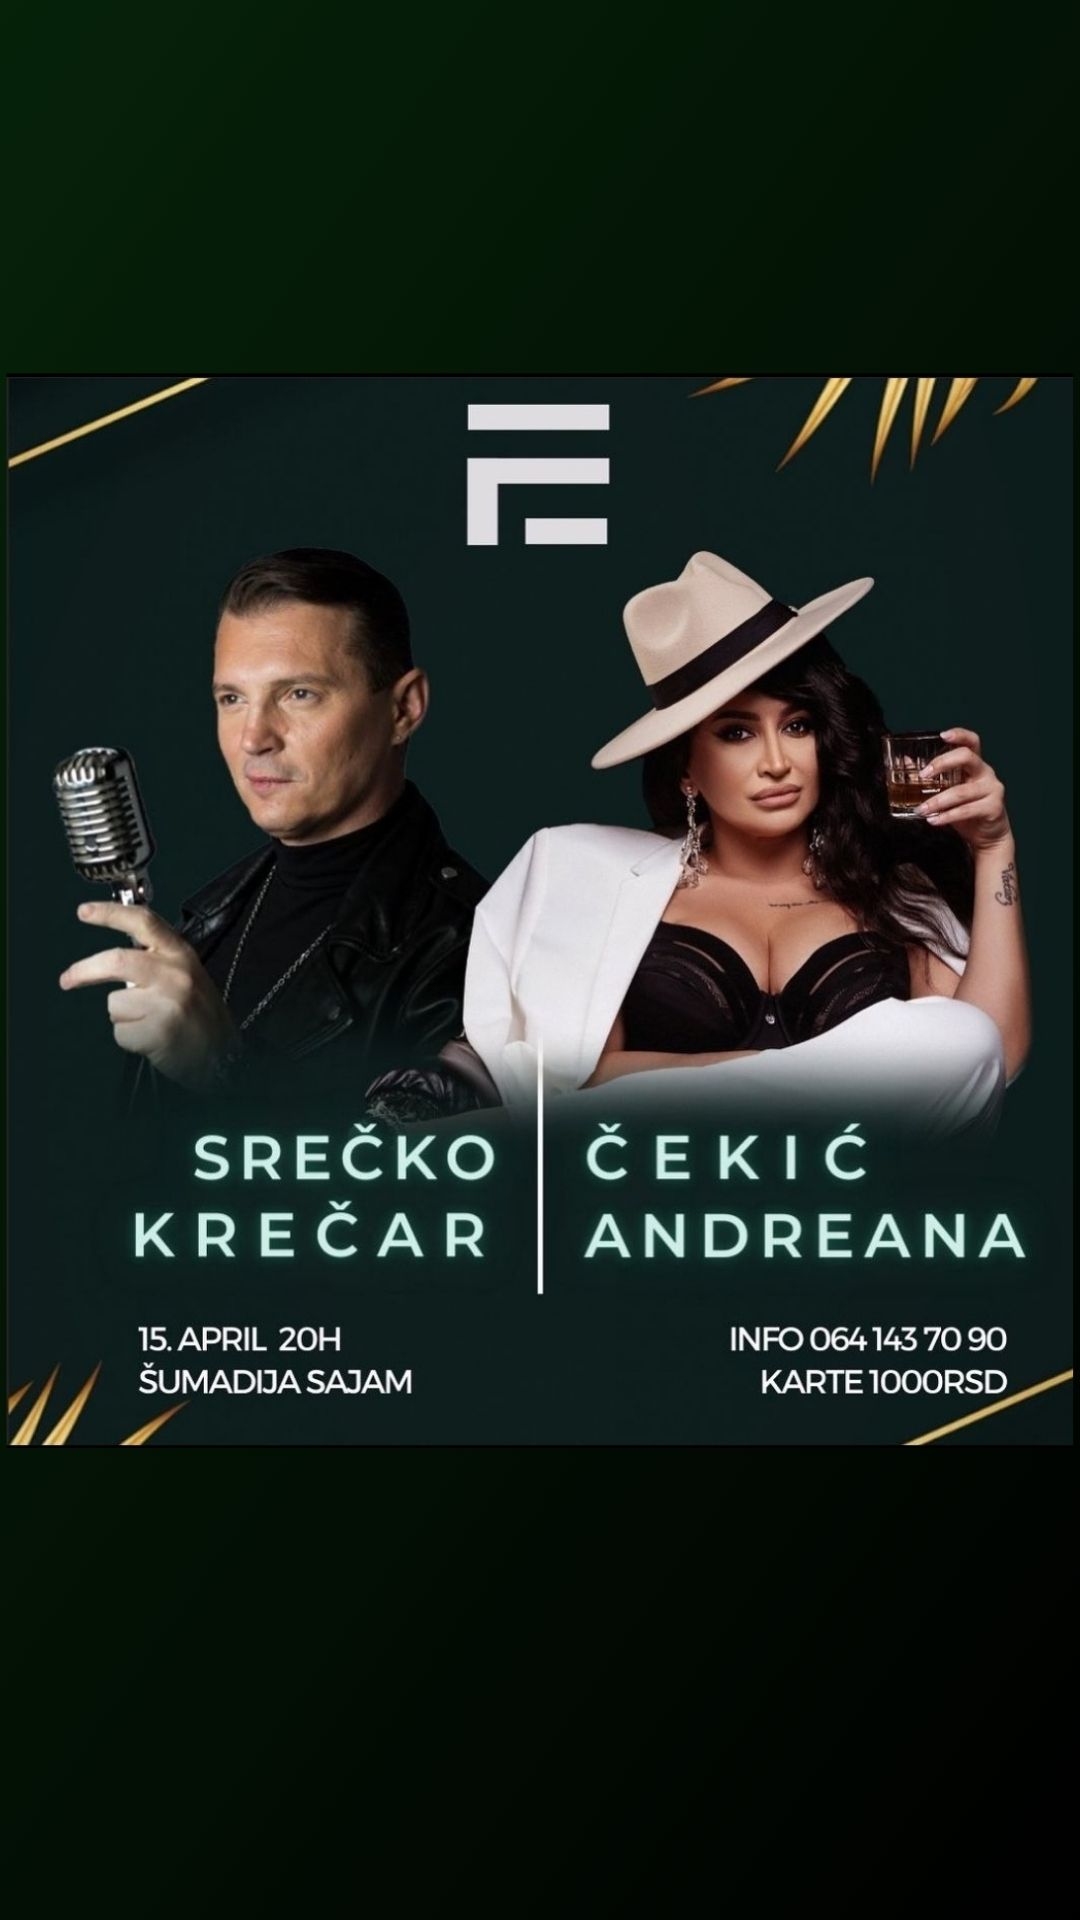 SREČKO
KREČAR
ČEKIĆ
ANDREANA
15. APRIL 20H
ŠUMADIJA SAJAM
INFO 064 143 70 90
KARTE 1000RSD